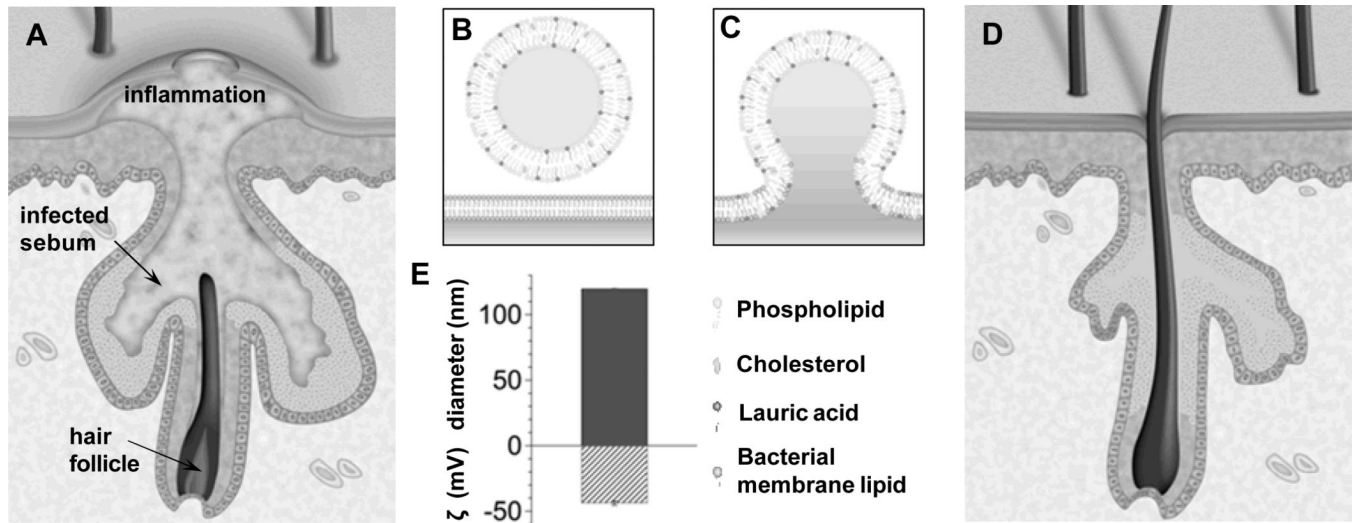 A
inflammation
infected
sebum
hair
follicle
B
C
E
diameter (nm)
ζ (mV)
100
50
0
-50
Phospholipid
Cholesterol
Lauric acid
Bacterial
membrane lipid
D